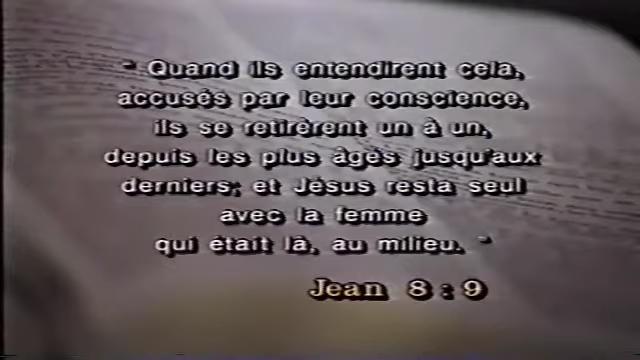 " Quand ils entendirent cela,
accusés par leur conscience,
ils se retirèrent un à un,
depuis les plus âgés jusqu'aux
derniers; et Jésus resta seul
avec la femme
qui était là, au milieu. "
Jean 8 : 9